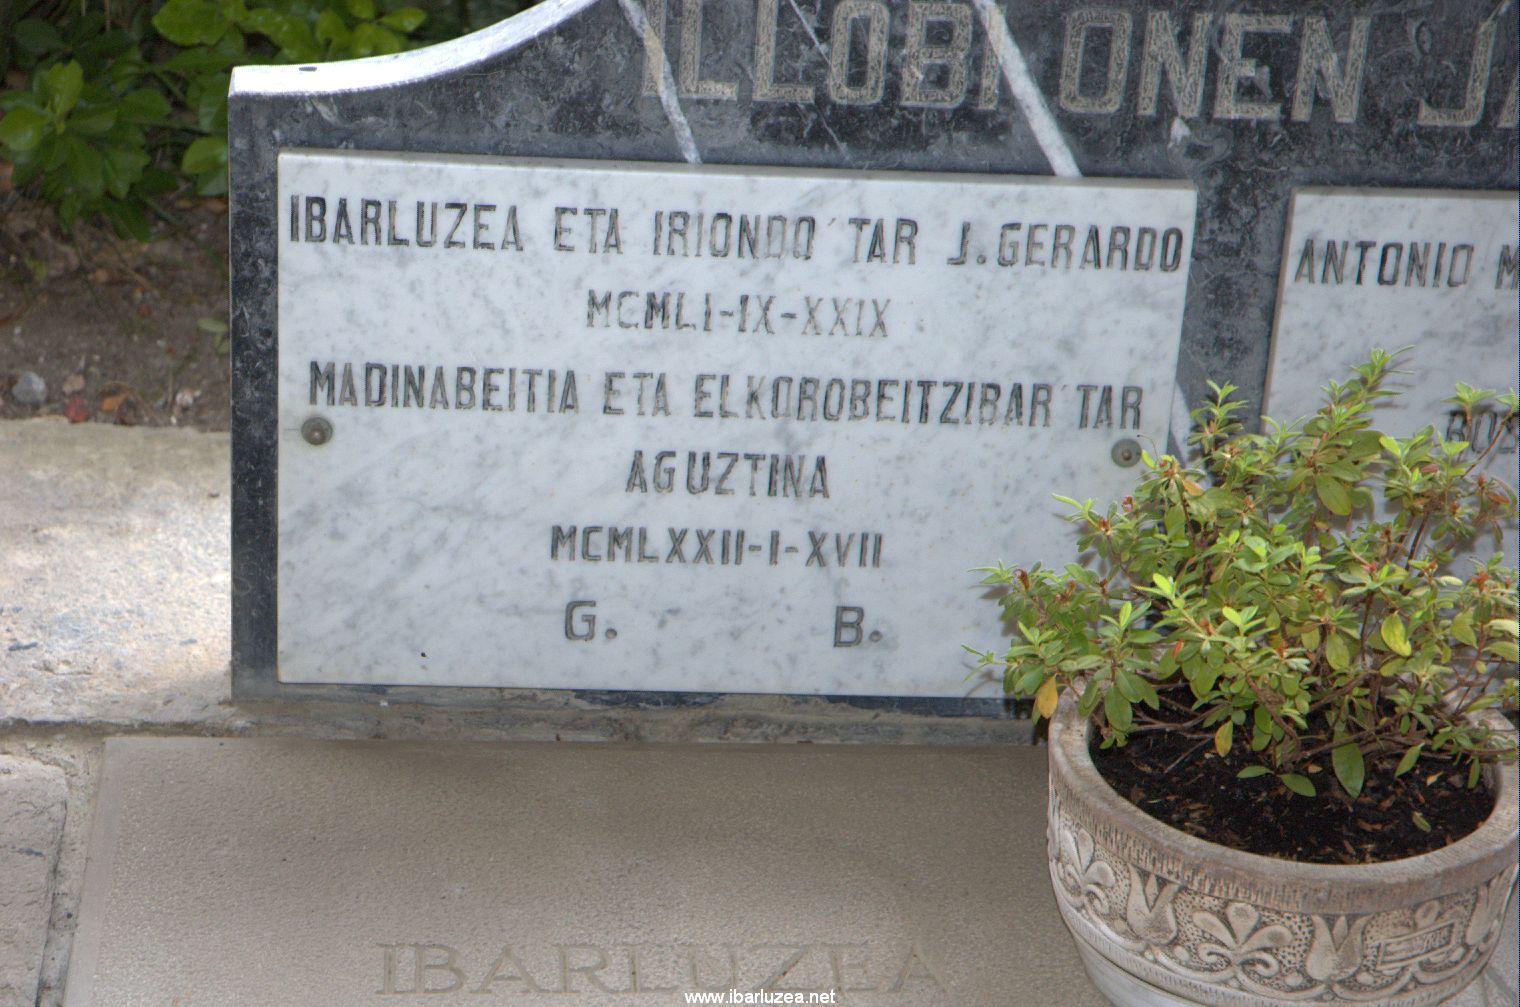 ILLOBI ONEN
IBARLUZEA ETA IRIONDO´TAR J. GERARDO
MCMLI-IX-XXIX
MADINABEITIA ETA ELKOROBEITZIBAR´TAR
AGUZTINA
MCMLXXII-I-XVII
G. B.
ANTONIO
IBARLUZEA
www.ibarluzea.net